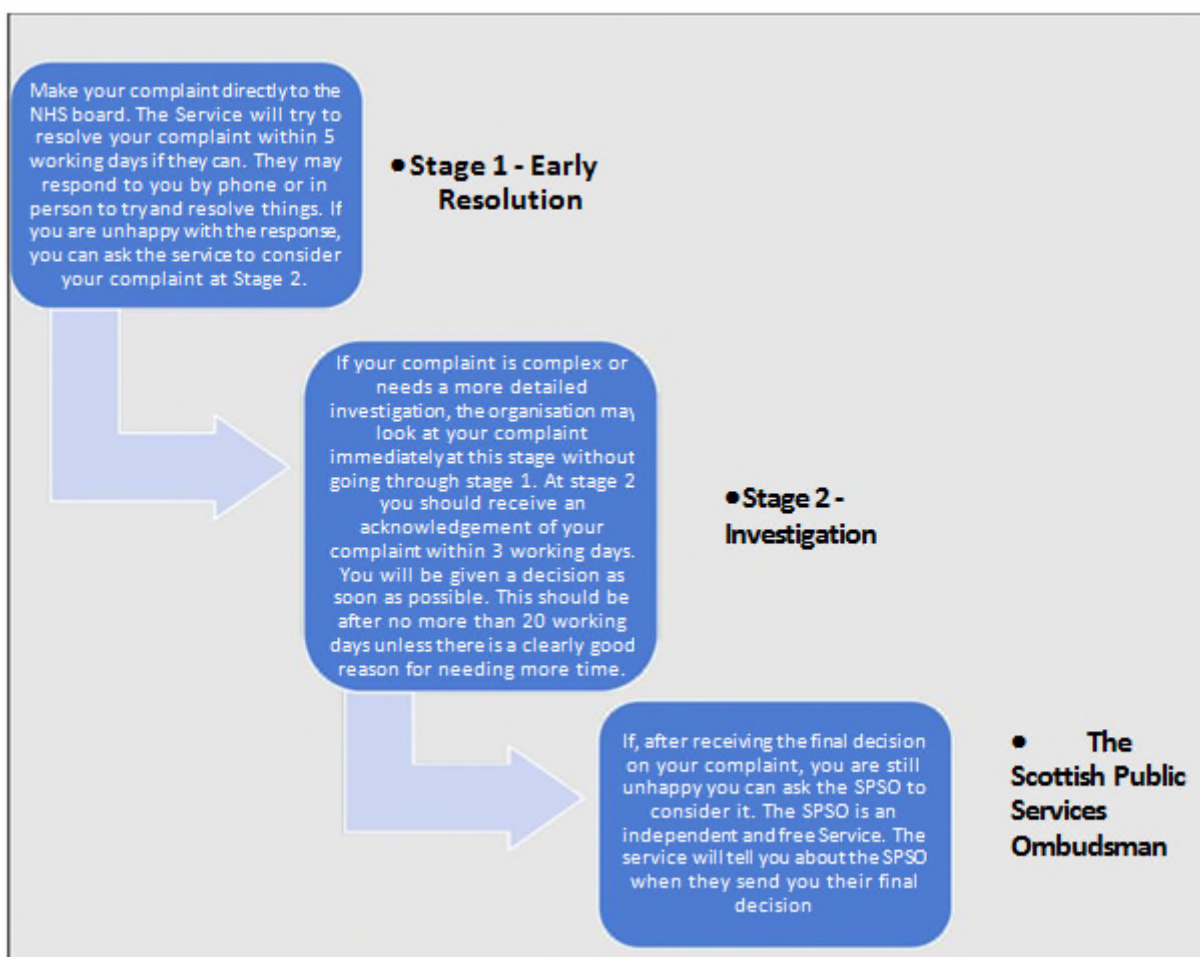 Make your complaint directly to the
NHS board. The Service will try to
resolve your complaint within 5
working days if they can. They may
respond to you by phone or in
person to try and resolve things. If
you are unhappy with the response,
you can ask the service to consider
your complaint at Stage 2.
• Stage 1 - Early
Resolution
If your complaint is complex or
needs a more detailed
investigation, the organisation may
look at your complaint
immediately at this stage without
going through stage 1. At stage 2
you should receive an
acknowledgement of your
complaint within 3 working days.
You will be given a decision as
soon as possible. This should be
after no more than 20 working
days unless there is a clearly good
reason for needing more time.
• Stage 2 -
Investigation
If, after receiving the final decision
on your complaint, you are still
unhappy you can ask the SPSO to
consider it. The SPSO is an
independent and free Service. The
service will tell you about the SPSO
when they send you their final
decision
• The
Scottish Public
Services
Ombudsman